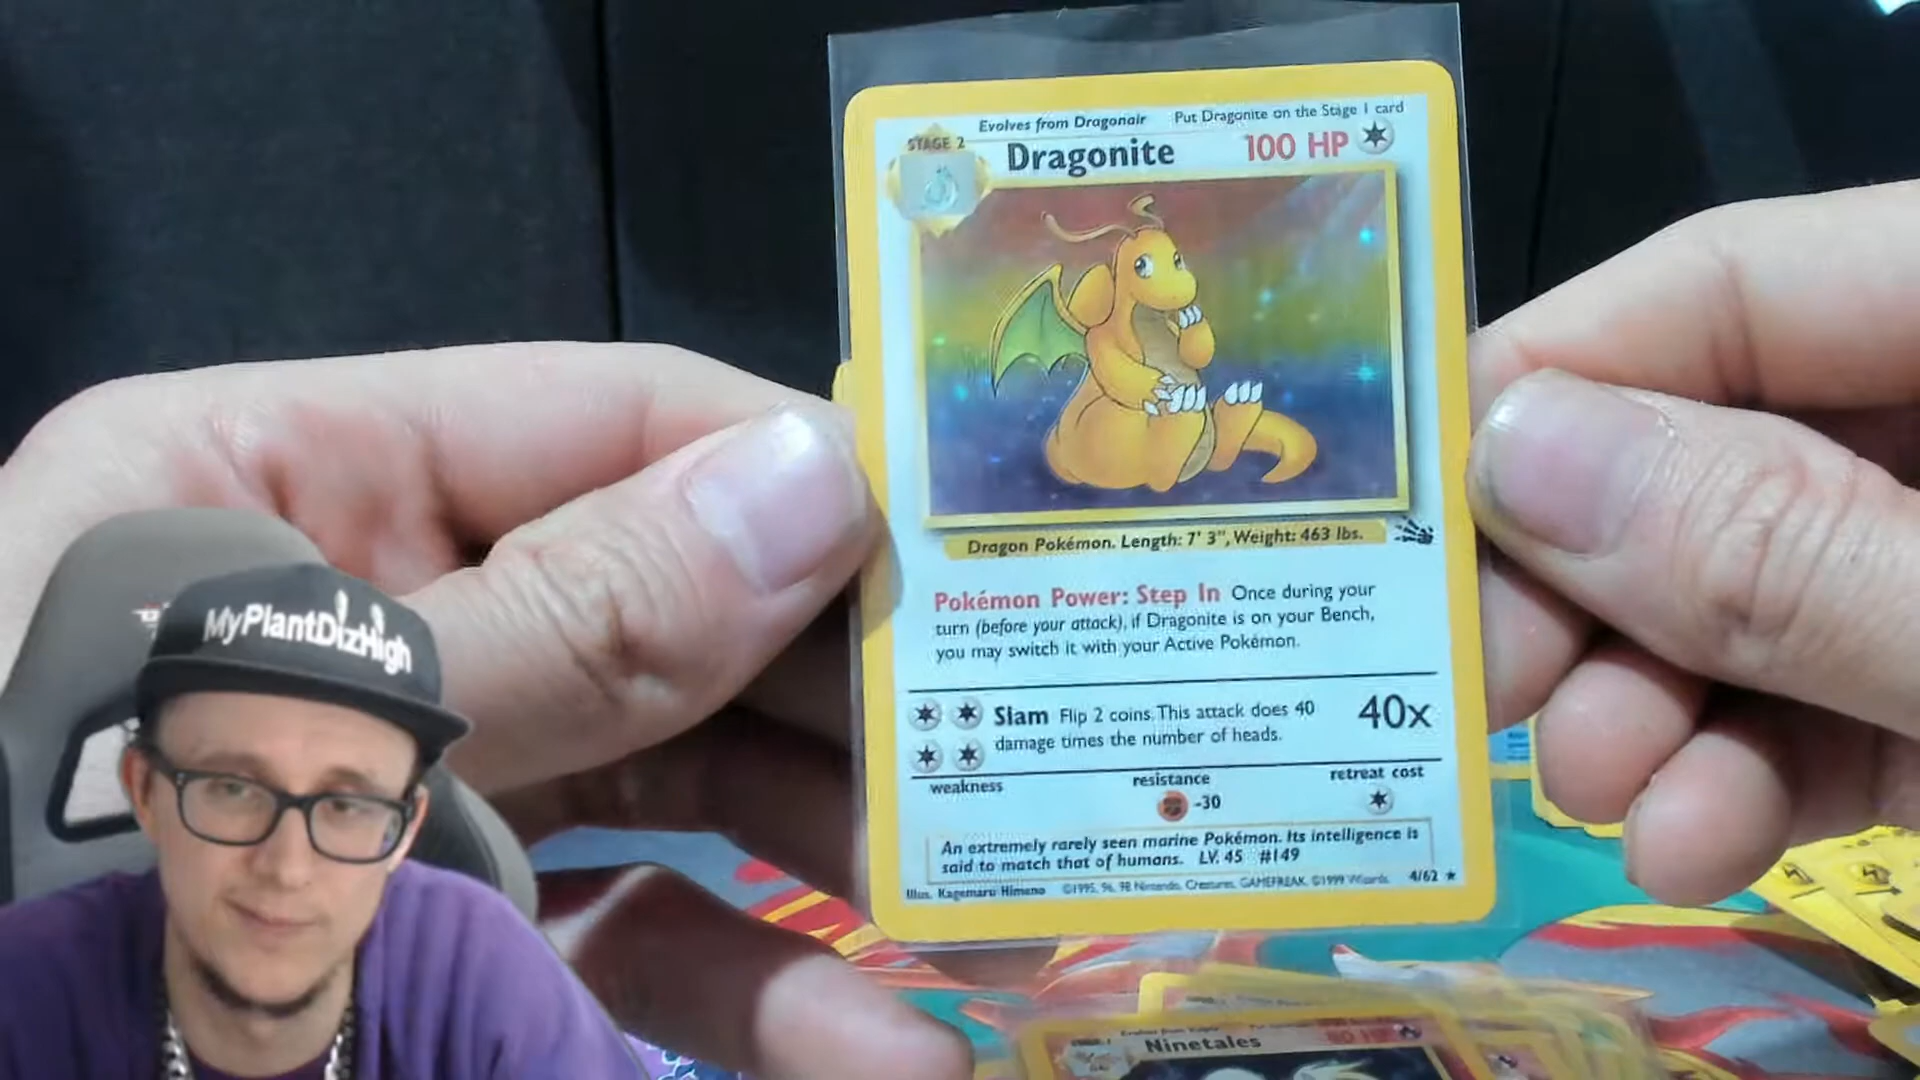 Evolves from Dragonair Put Dragonite on the Stage 1 card
STAGE 2
Dragonite 100 HP
Dragon Pokémon. Length: 7' 3", Weight: 463 lbs.
Pokémon Power: Step In Once during your
turn (before your attack), if Dragonite is on your Bench,
you may switch it with your Active Pokémon.
Slam Flip 2 coins. This attack does 40
damage times the number of heads.
40x
weakness resistance retreat cost
-30
An extremely rarely seen marine Pokémon. Its intelligence is
said to match that of humans. LV. 45 #149
Illus. Kagemaru Himeno ©1995, 96, 98 Nintendo, Creatures, GAMEFREAK. ©1999 Wizards. 4/62
MyPlantDizHigh
Ninetales
80 HP